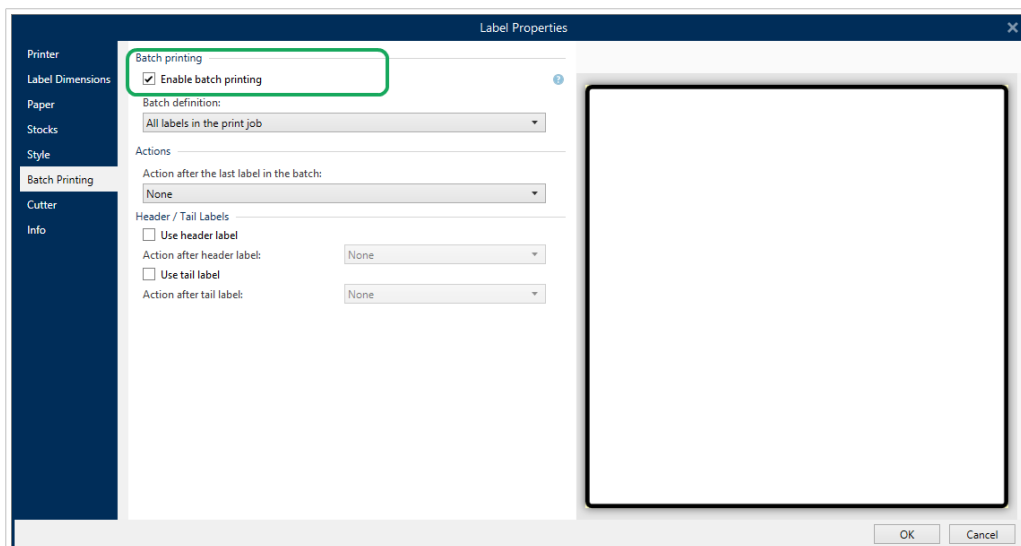 Label Properties
Printer
Label Dimensions
Paper
Stocks
Style
Batch Printing
Cutter
Info
Batch printing
Enable batch printing
?
Batch definition:
All labels in the print job
Actions
Action after the last label in the batch:
None
Header / Tail Labels
Use header label
Action after header label: None
Use tail label
Action after tail label: None
OK Cancel